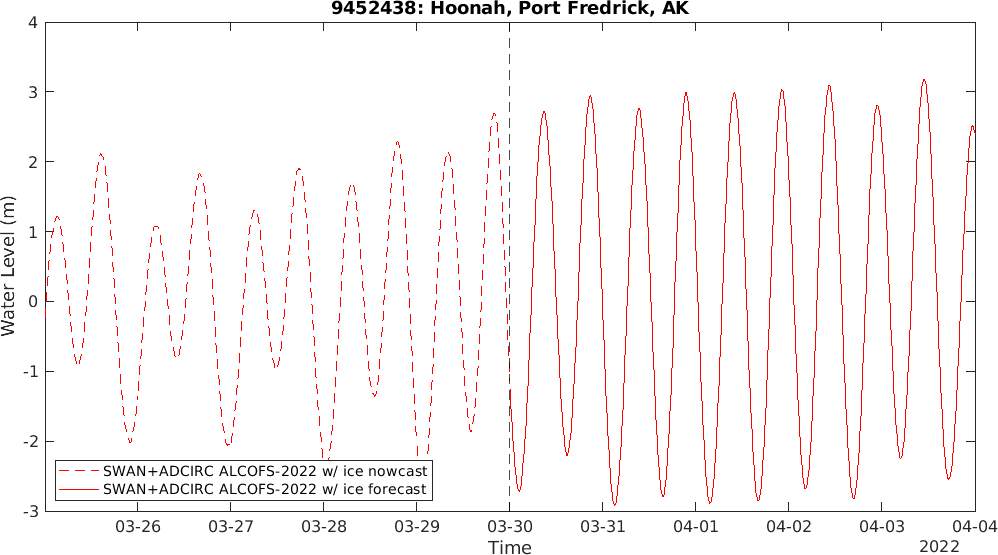 9452438: Hoonah, Port Fredrick, AK
Water Level (m)
4
3
2
1
0
-1
-2
-3
SWAN+ADCIRC ALCOFS-2022 w/ ice nowcast
SWAN+ADCIRC ALCOFS-2022 w/ ice forecast
03-26 03-27 03-28 03-29 03-30 03-31 04-01 04-02 04-03 04-04
Time
2022